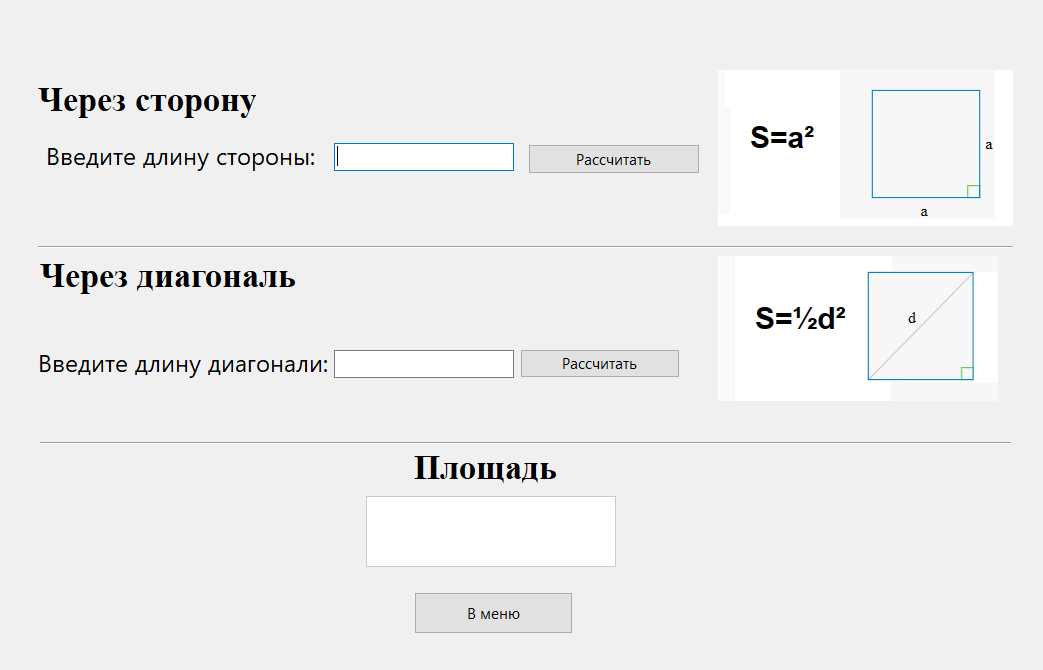 Через сторону
Введите длину стороны:
Рассчитать
S=a²
a
a
Через диагональ
Введите длину диагонали:
Рассчитать
S=½d²
d
Площадь
В меню